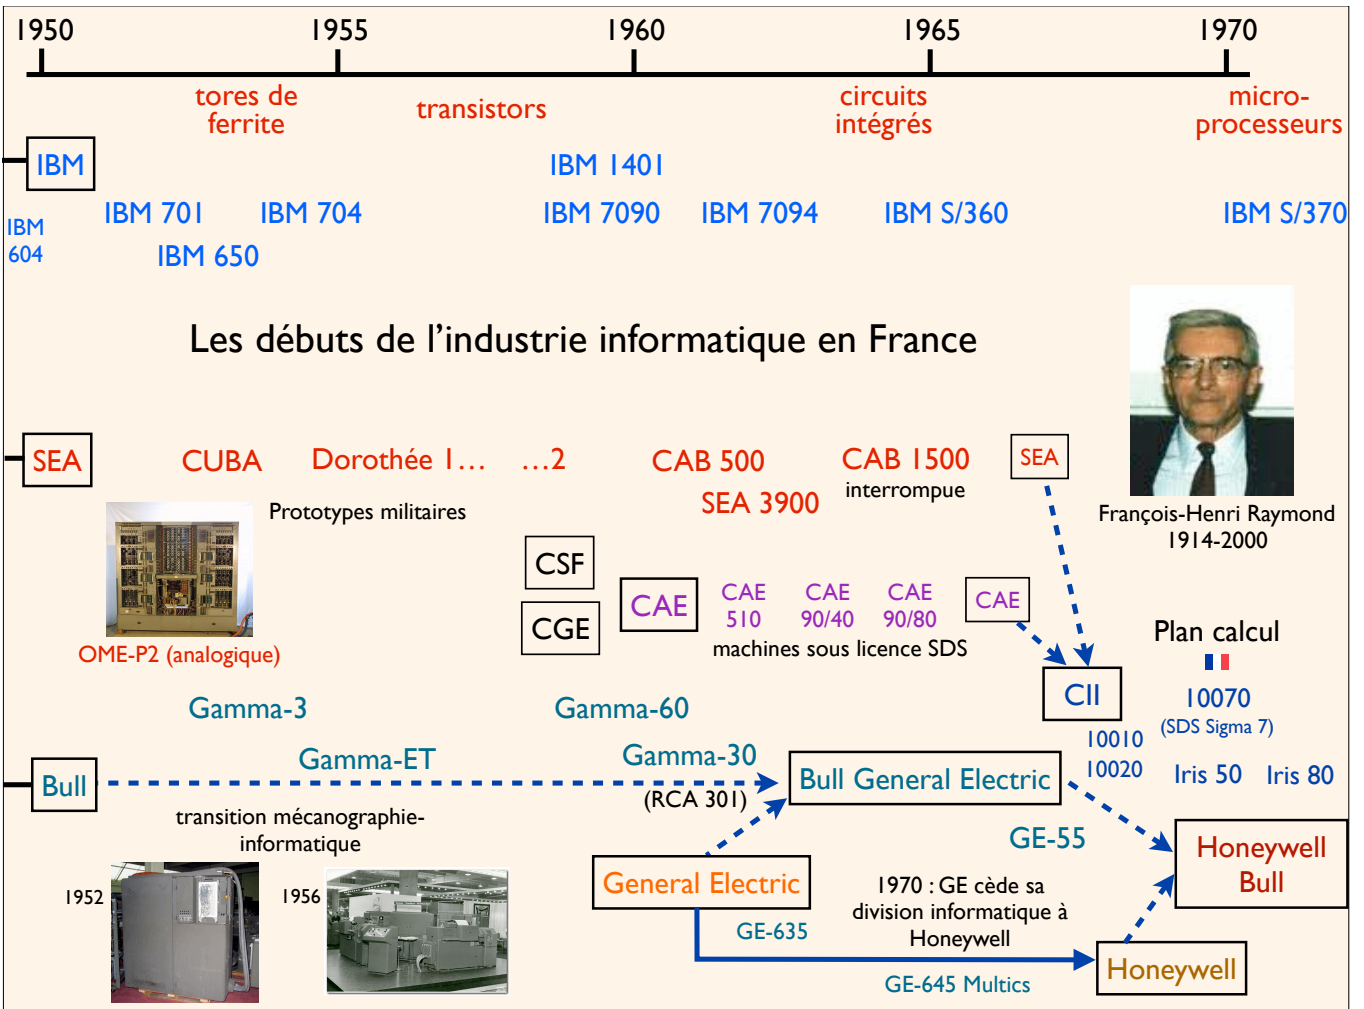 1950 1955 1960 1965 1970
tores de
ferrite
transistors
circuits
intégrés
micro-
processeurs
IBM
IBM 1401
IBM
604
IBM 701 IBM 704 IBM 7090 IBM 7094 IBM S/360 IBM S/370
IBM 650
Les débuts de l’industrie informatique en France
SEA CUBA Dorothée 1… …2 CAB 500 CAB 1500 SEA
interrompue
SEA 3900
Prototypes militaires
François-Henri Raymond
1914-2000
OME-P2 (analogique)
CSF
CGE
CAE
CAE
510
CAE
90/40
CAE
90/80
CAE
machines sous licence SDS
Plan calcul
CII
10070
(SDS Sigma 7)
10010
10020
Iris 50 Iris 80
Gamma-3 Gamma-60
Gamma-ET Gamma-30
(RCA 301)
Bull
Bull General Electric
transition mécanographie-
informatique
1952
1956
GE-55
Honeywell
Bull
General Electric
1970 : GE cède sa
division informatique à
Honeywell
GE-635
GE-645 Multics
Honeywell